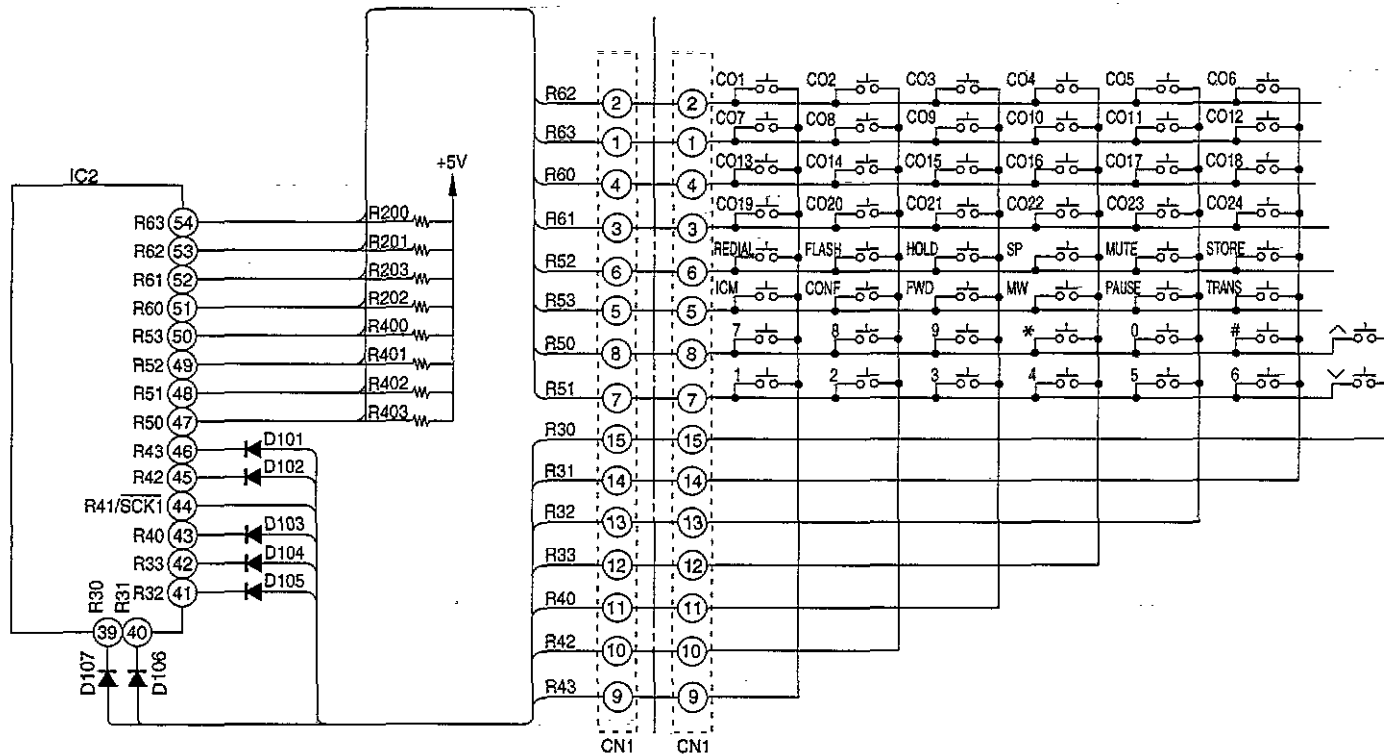 CO1 CO2 CO3 CO4 CO5 CO6
R62 2 2
CO7 CO8 CO9 CO10 CO11 CO12
R63 1 1
CO13 CO14 CO15 CO16 CO17 CO18
R60 4 4
CO19 CO20 CO21 CO22 CO23 CO24
R61 3 3
REDIAL FLASH HOLD SP MUTE STORE
R52 6 6
ICM CONF FWD MW PAUSE TRANS
R53 5 5
7 8 9 * 0 # ^
R50 8 8
1 2 3 4 5 6 v
R51 7 7
R30 15 15
R31 14 14
R32 13 13
R33 12 12
R40 11 11
R42 10 10
R43 9 9
CN1 CN1
+5V
IC2
R63 54 R200
R62 53 R201
R61 52 R203
R60 51 R202
R53 50 R400
R52 49 R401
R51 48 R402
R50 47 R403
R43 46 D101
R42 45 D102
R41/SCK1 44
R40 43 D103
R33 42 D104
R32 41 D105
R30 R31
39 40
D107 D106